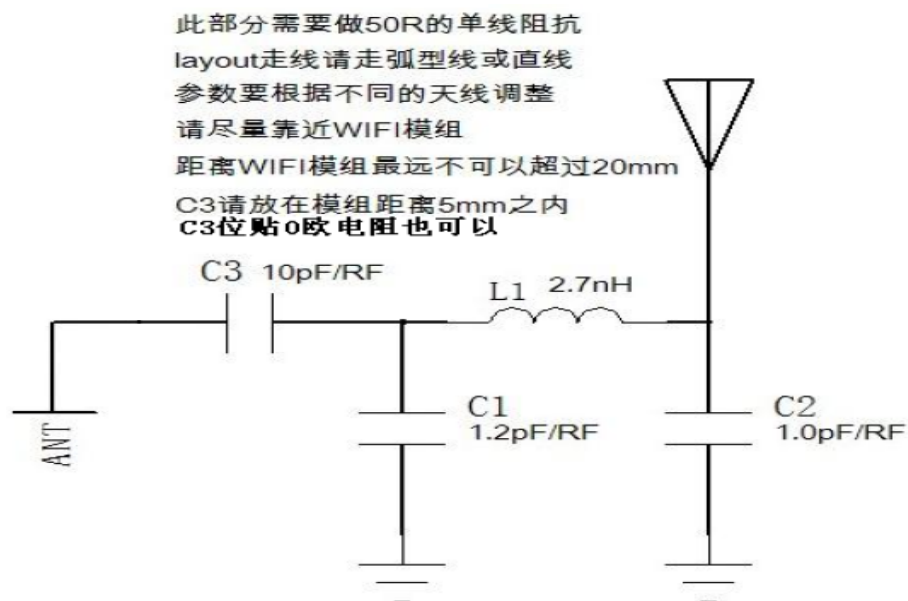 此部分需要做50R的单线阻抗
layout走线请走弧型线或直线
参数要根据不同的天线调整
请尽量靠近WIFI模组
距离WIFI模组最远不可以超过20mm
C3请放在模组距离5mm之内
C3位贴0欧电阻也可以
C3 10pF/RF
L1 2.7nH
C1
1.2pF/RF
C2
1.0pF/RF
ANT